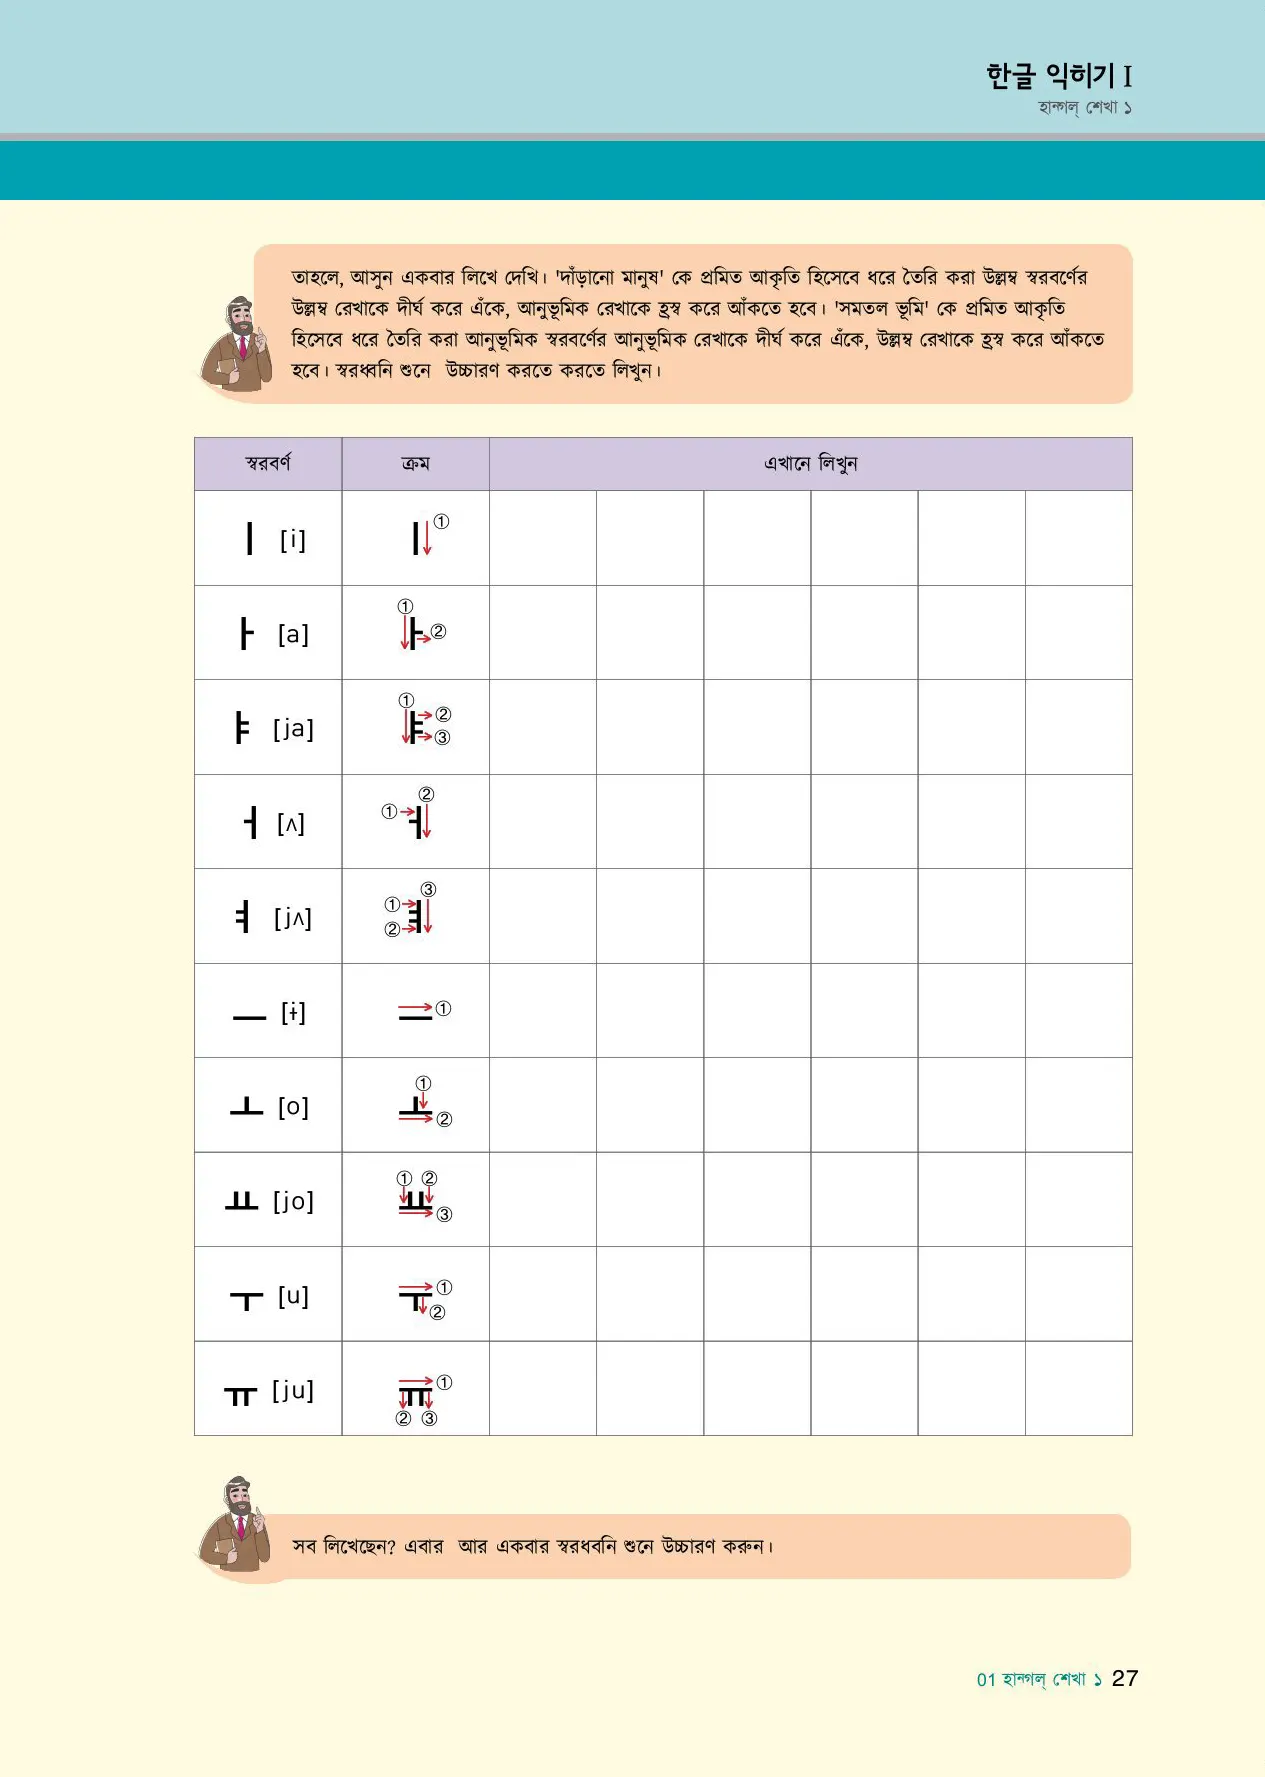 한글 익히기 I
হানগল্ শেখা ১
তাহলে, আসুন একবার লিখে দেখি। 'দাঁড়ানো মানুষ' কে প্রমিত আকৃতি হিসেবে ধরে তৈরি করা উল্লম্ব স্বরবর্ণের
উল্লম্ব রেখাকে দীর্ঘ করে এঁকে, আনুভূমিক রেখাকে হ্রস্ব করে আঁকতে হবে। 'সমতল ভূমি' কে প্রমিত আকৃতি
হিসেবে ধরে তৈরি করা আনুভূমিক স্বরবর্ণের আনুভূমিক রেখাকে দীর্ঘ করে এঁকে, উল্লম্ব রেখাকে হ্রস্ব করে আঁকতে
হবে। স্বরধ্বনি শুনে উচ্চারণ করতে করতে লিখুন।
স্বরবর্ণ ক্রম এখানে লিখুন
ㅣ [i] ㅣ ①
ㅏ [a] ① ㅏ ②
ㅑ [ja] ① ㅑ ② ③
ㅓ [ʌ] ① ㅓ ②
ㅕ [jʌ] ① ② ㅕ ③
ㅡ [ɨ] ㅡ ①
ㅗ [o] ① ㅗ ②
ㅛ [jo] ① ② ㅛ ③
ㅜ [u] ㅜ ① ②
ㅠ [ju] ㅠ ① ② ③
সব লিখেছেন? এবার আর একবার স্বরধবনি শুনে উচ্চারণ করুন।
01 হানগল্ শেখা ১ 27